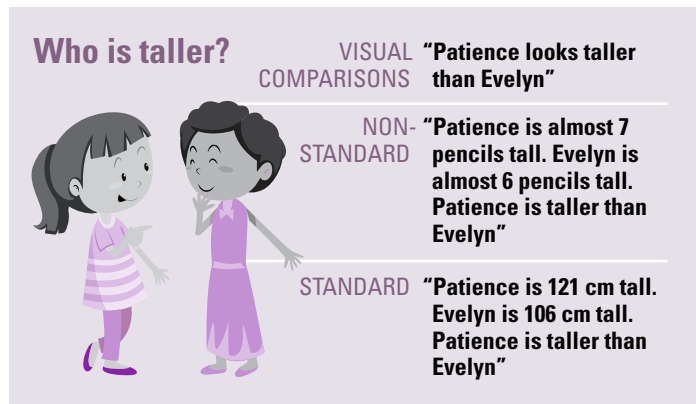 Who is taller?
VISUAL COMPARISONS
“Patience looks taller
than Evelyn”
NON-
STANDARD
“Patience is almost 7
pencils tall. Evelyn is
almost 6 pencils tall.
Patience is taller than
Evelyn”
STANDARD
“Patience is 121 cm tall.
Evelyn is 106 cm tall.
Patience is taller than
Evelyn”